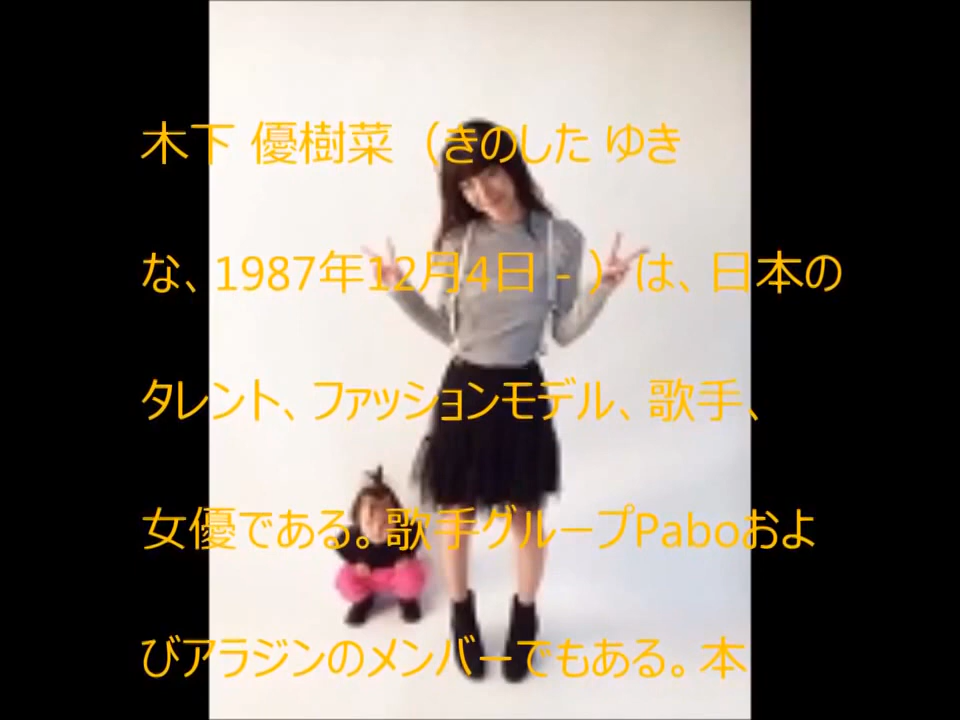 木下 優樹菜（きのした ゆき
な、1987年12月4日 - ）は、日本の
タレント、ファッションモデル、歌手、
女優である。歌手グループPaboおよ
びアラジンのメンバーでもある。本